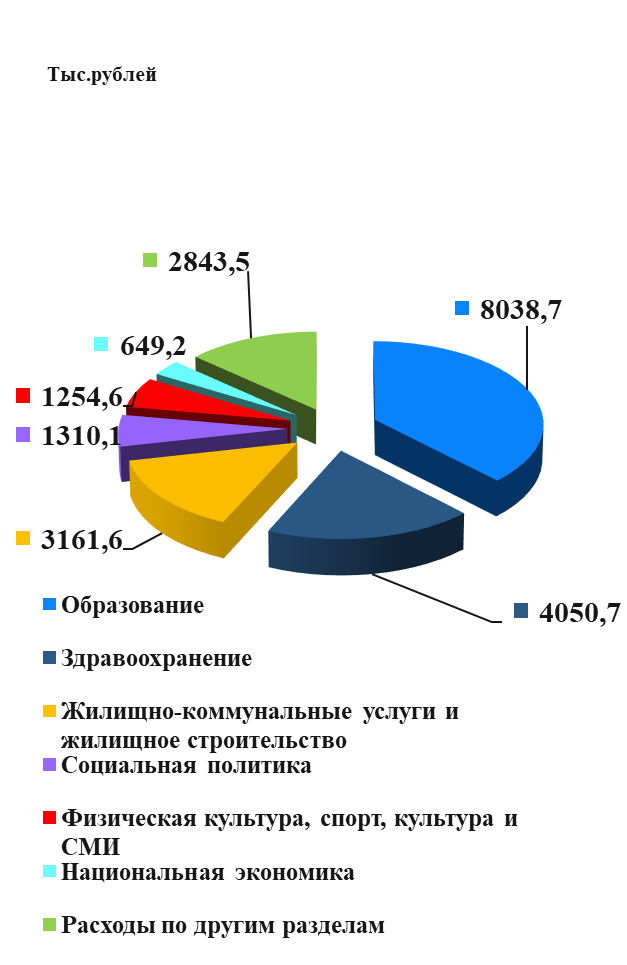 Тыс.рублей
2843,5
8038,7
649,2
1254,6
1310,1
3161,6
4050,7
Образование
Здравоохранение
Жилищно-коммунальные услуги и
жилищное строительство
Социальная политика
Физическая культура, спорт, культура и
СМИ
Национальная экономика
Расходы по другим разделам